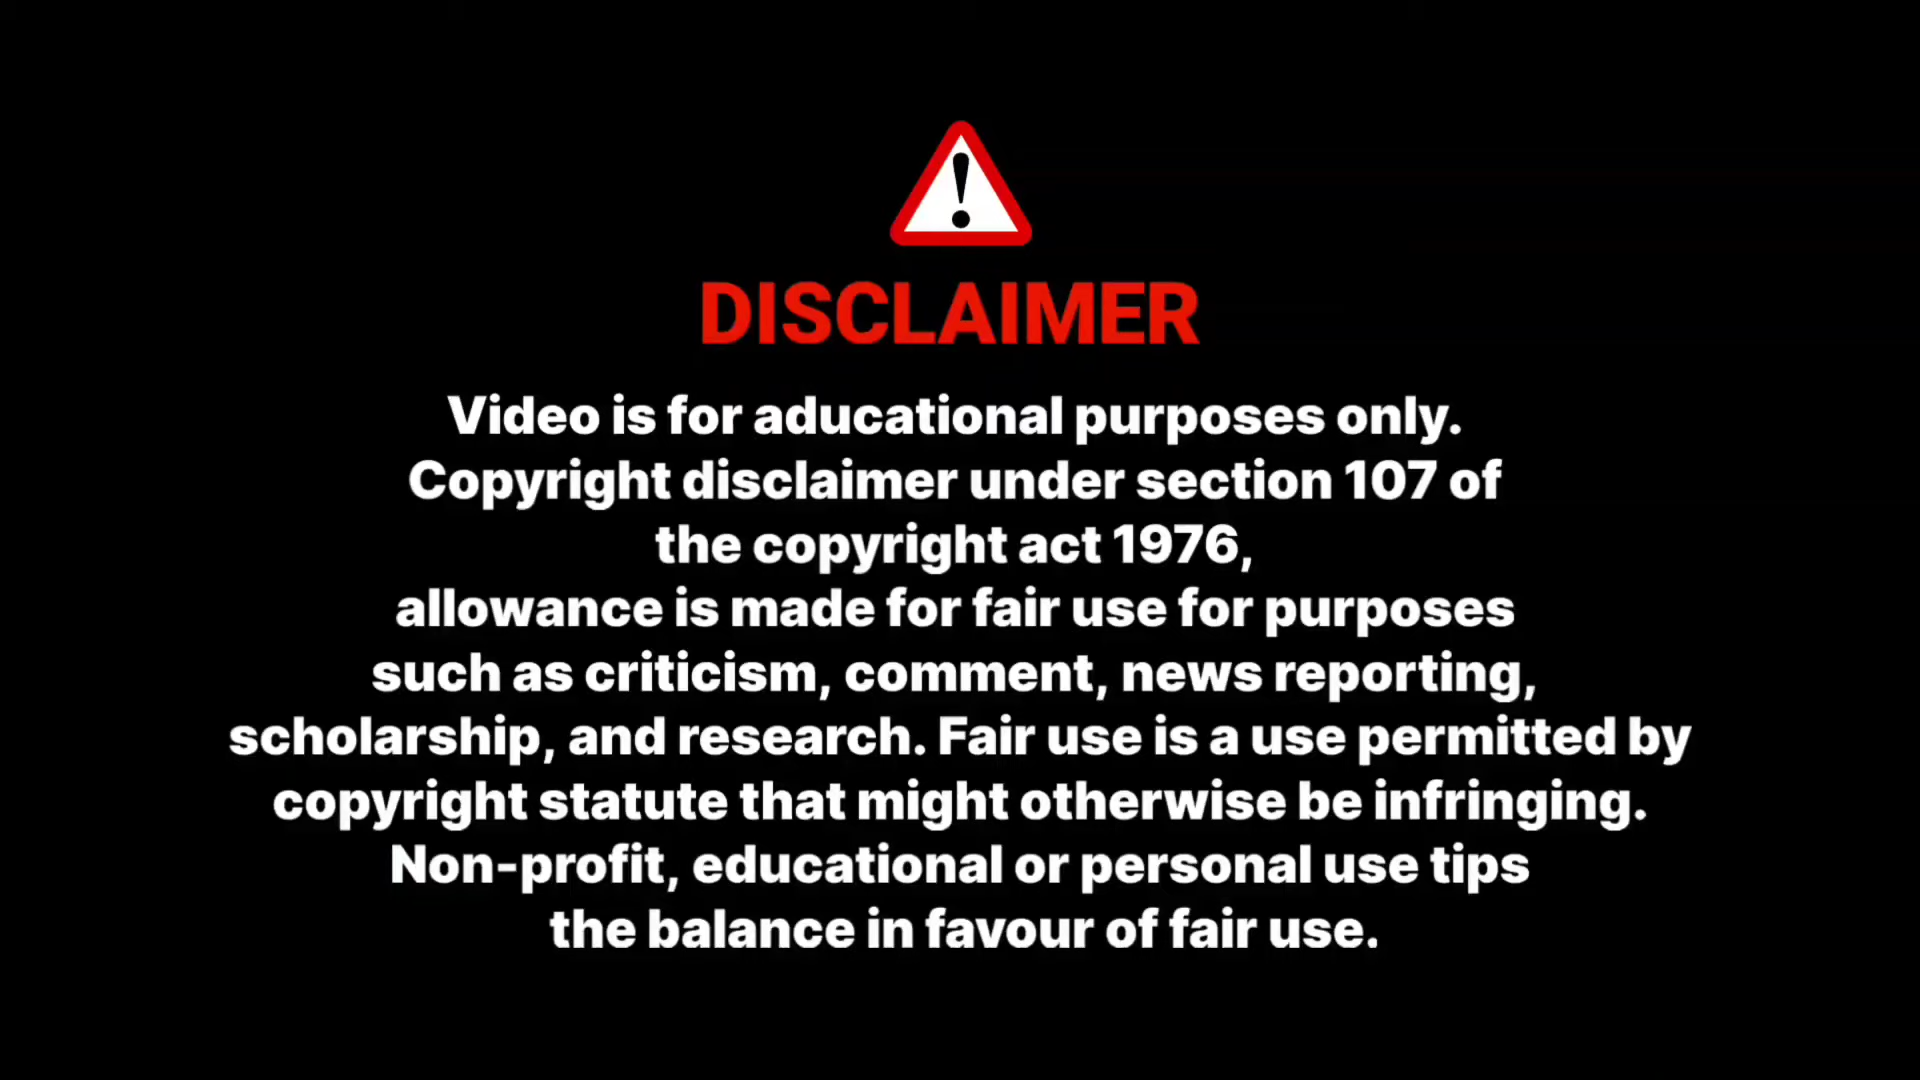 DISCLAIMER
Video is for aducational purposes only.
Copyright disclaimer under section 107 of
the copyright act 1976,
allowance is made for fair use for purposes
such as criticism, comment, news reporting,
scholarship, and research. Fair use is a use permitted by
copyright statute that might otherwise be infringing.
Non-profit, educational or personal use tips
the balance in favour of fair use.